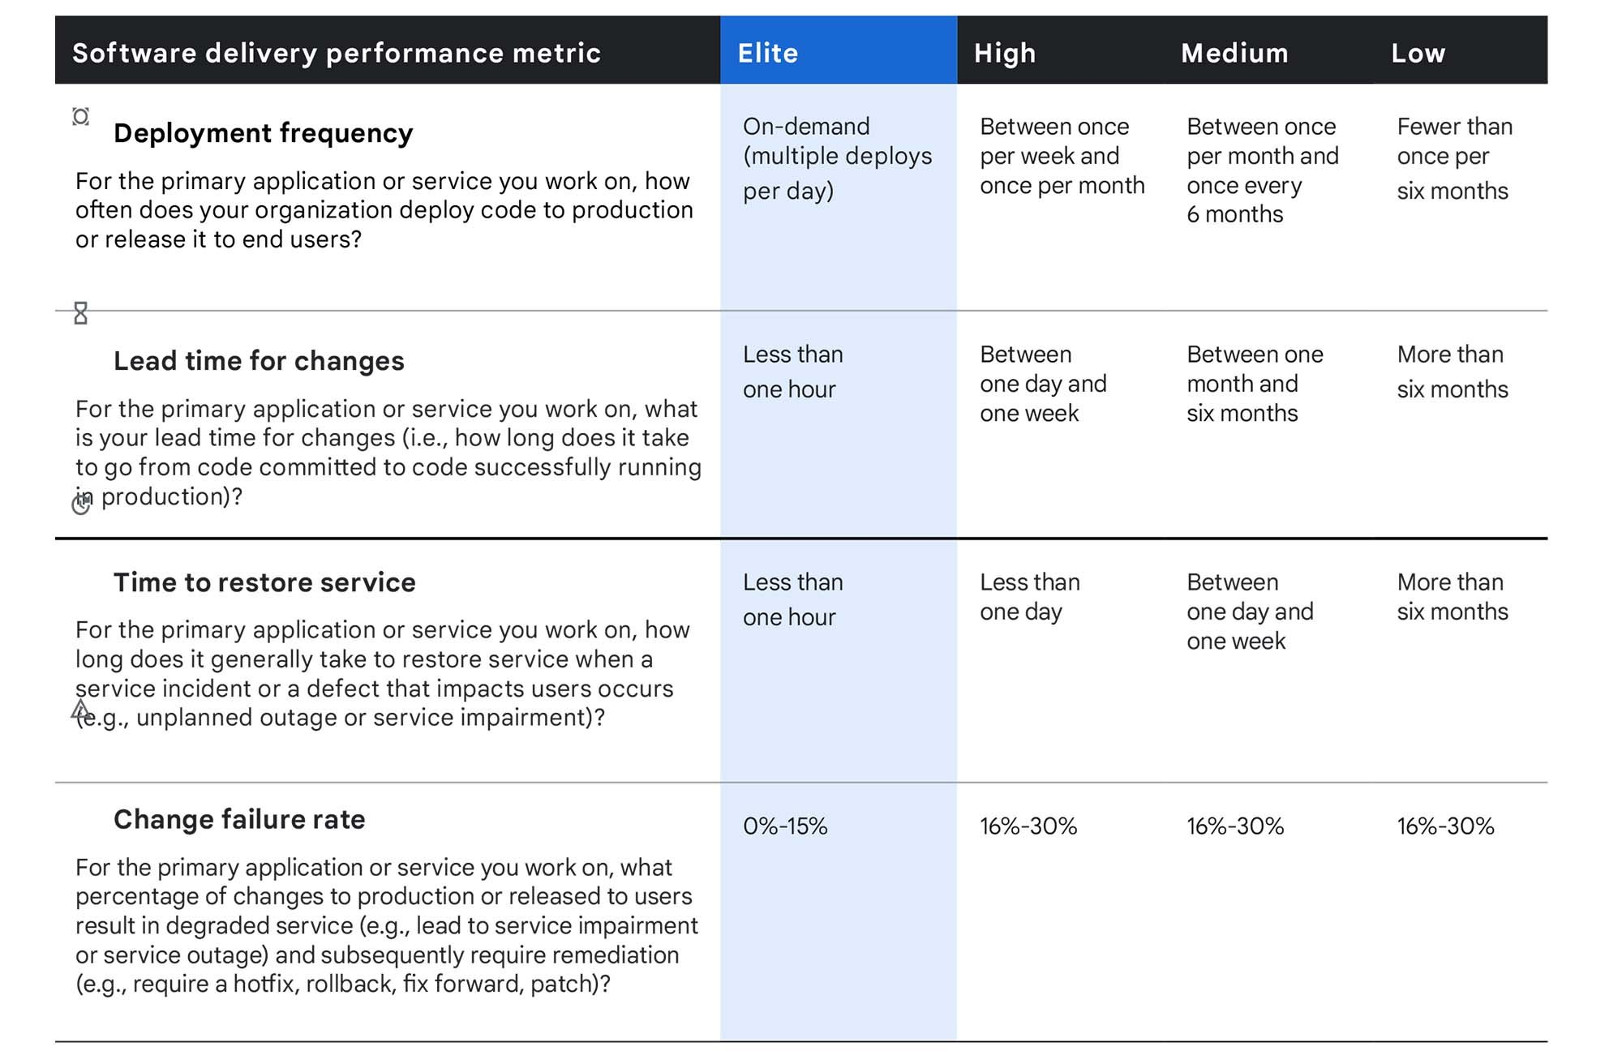 Software delivery performance metric Elite High Medium Low
Deployment frequency
For the primary application or service you work on, how
often does your organization deploy code to production
or release it to end users?
On-demand
(multiple deploys
per day)
Between once
per week and
once per month
Between once
per month and
once every
6 months
Fewer than
once per
six months
Lead time for changes
For the primary application or service you work on, what
is your lead time for changes (i.e., how long does it take
to go from code committed to code successfully running
in production)?
Less than
one hour
Between
one day and
one week
Between one
month and
six months
More than
six months
Time to restore service
For the primary application or service you work on, how
long does it generally take to restore service when a
service incident or a defect that impacts users occurs
(e.g., unplanned outage or service impairment)?
Less than
one hour
Less than
one day
Between
one day and
one week
More than
six months
Change failure rate
For the primary application or service you work on, what
percentage of changes to production or released to users
result in degraded service (e.g., lead to service impairment
or service outage) and subsequently require remediation
(e.g., require a hotfix, rollback, fix forward, patch)?
0%-15%
16%-30%
16%-30%
16%-30%